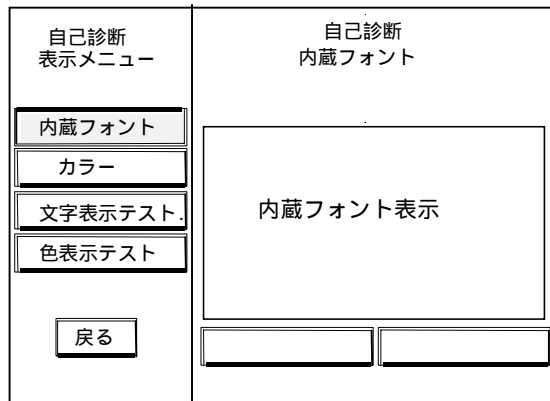 自己診断
表示メニュー
内蔵フォント
カラー
文字表示テスト.
色表示テスト
戻る
自己診断
内蔵フォント
内蔵フォント表示